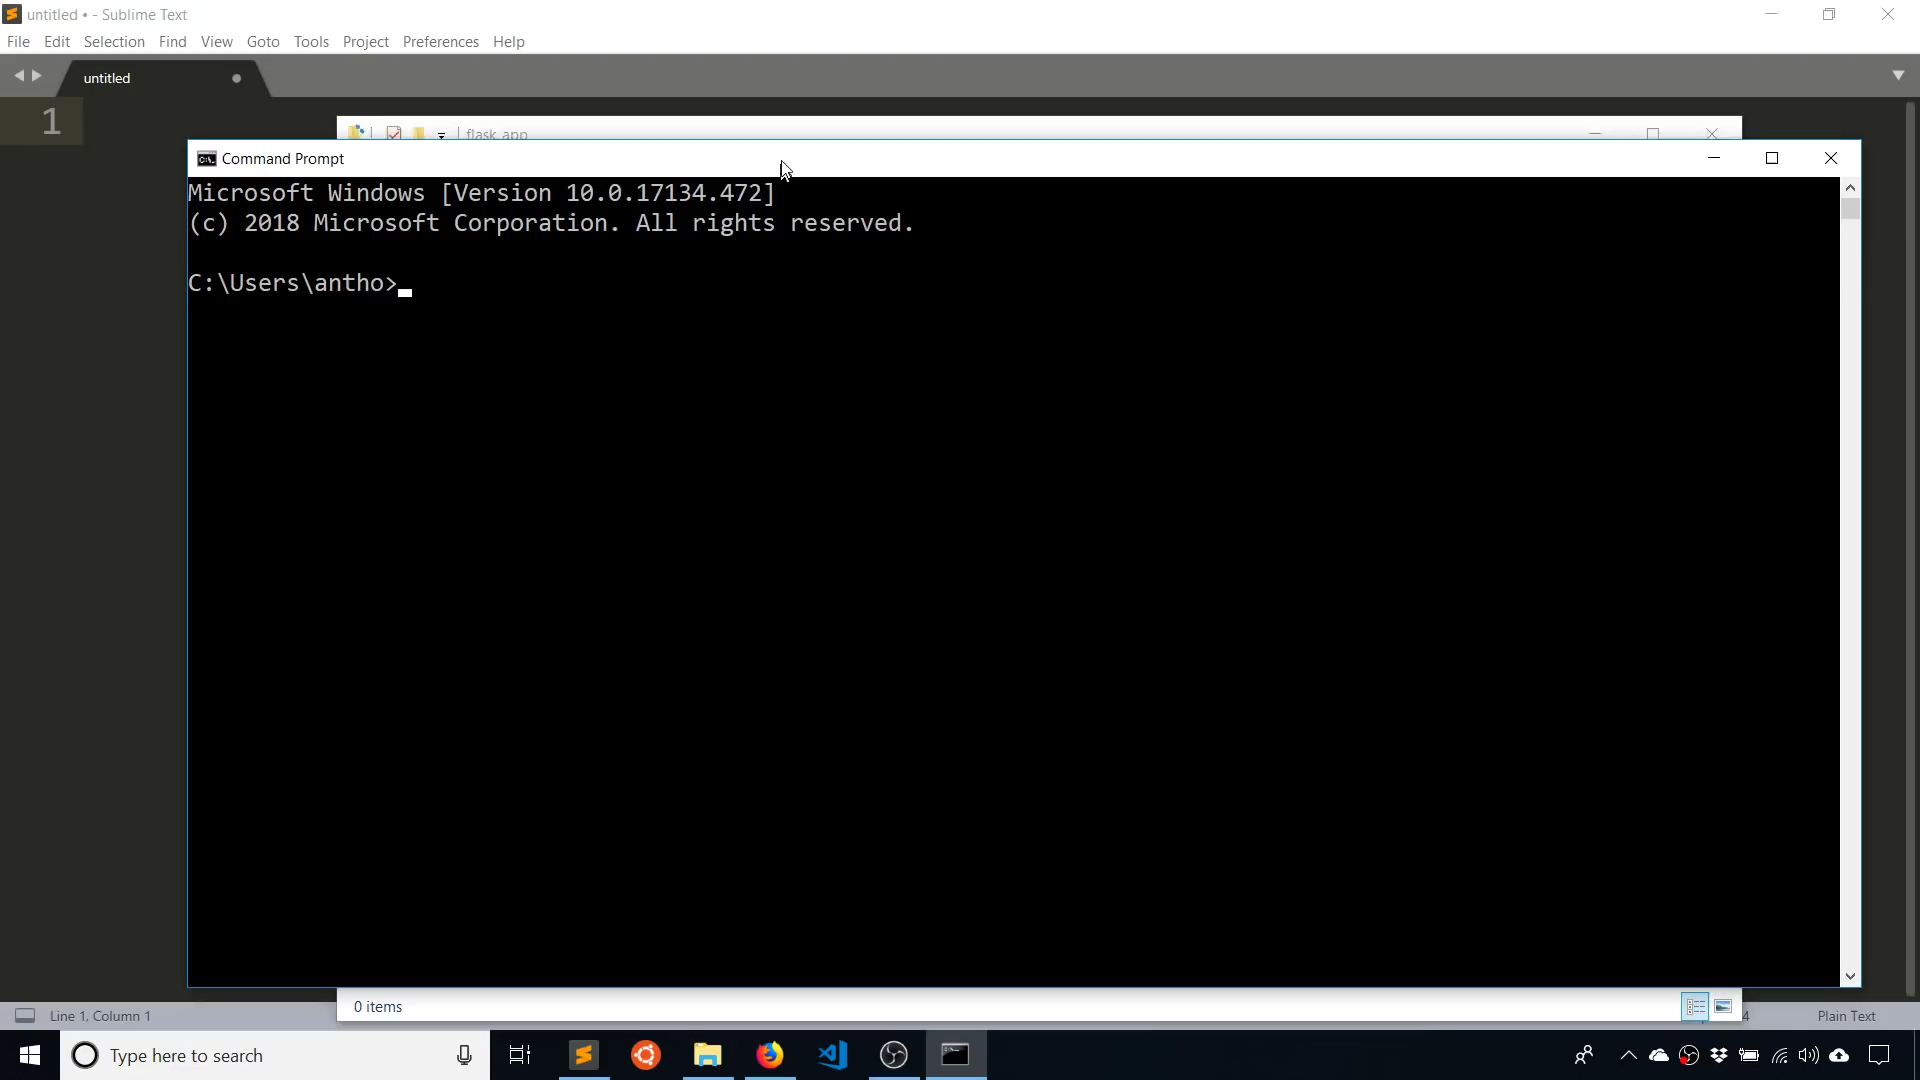 untitled • - Sublime Text
File Edit Selection Find View Goto Tools Project Preferences Help
untitled
1
flask_app
Command Prompt
Microsoft Windows [Version 10.0.17134.472]
(c) 2018 Microsoft Corporation. All rights reserved.
C:\Users\antho>
0 items
Line 1, Column 1
4
Plain Text
Type here to search